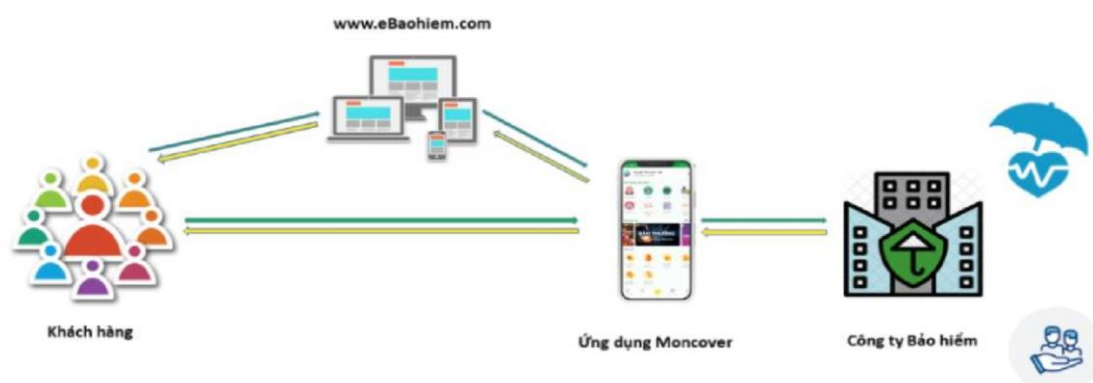 www.eBaohiem.com
Khách hàng
Ứng dụng Moncover
Công ty Bảo hiểm